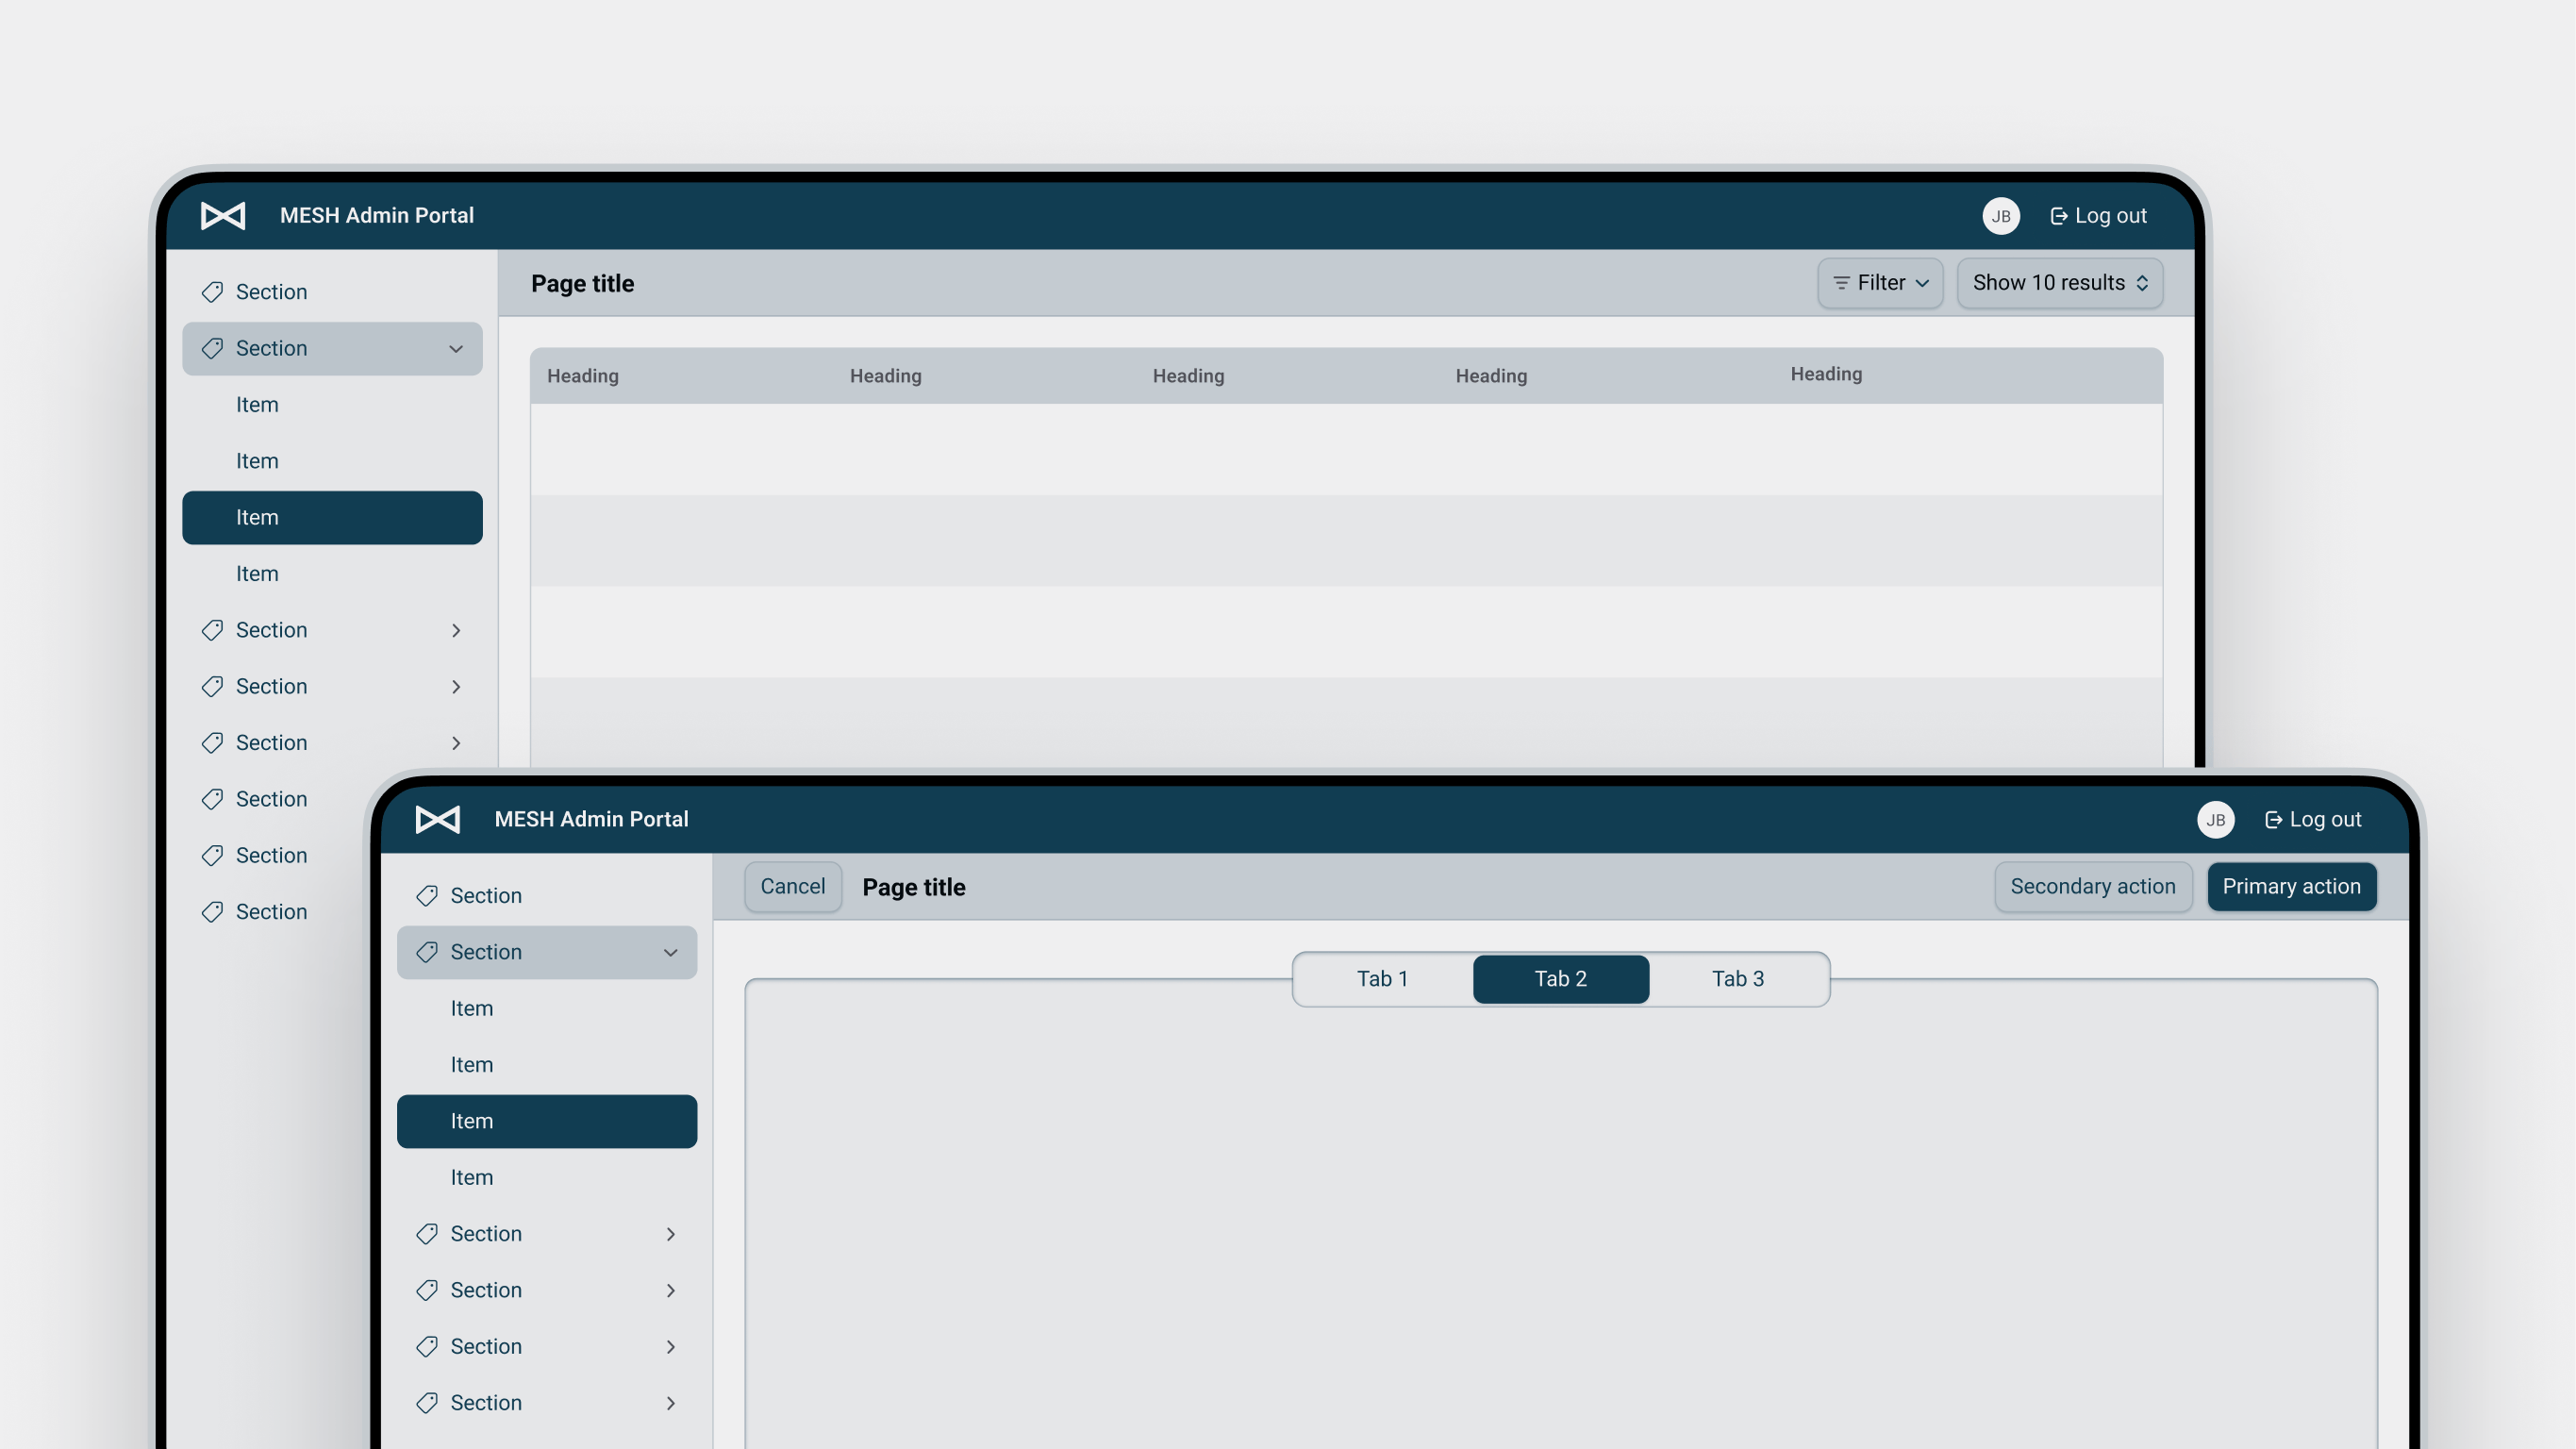 MESH Admin Portal
JB
Log out
Section
Section
Item
Item
Item
Item
Section
Section
Section
Section
Section
Section
Page title
Filter
Show 10 results
Heading Heading Heading Heading Heading
MESH Admin Portal
JB
Log out
Section
Section
Item
Item
Item
Item
Section
Section
Section
Section
Cancel
Page title
Secondary action
Primary action
Tab 1
Tab 2
Tab 3